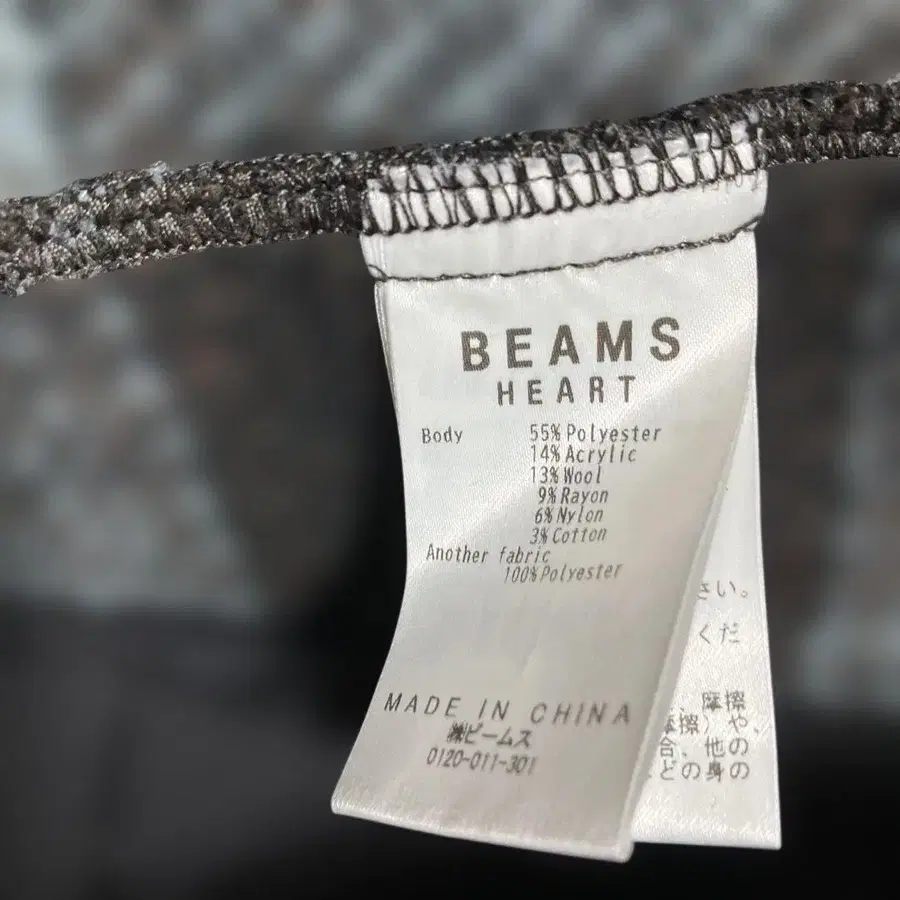 BEAMS
HEART
Body 55% Polyester
14% Acrylic
13% Wool
9% Rayon
6% Nylon
3% Cotton
Another fabric
100% Polyester
MADE IN CHINA
㈱ビームス
0120-011-301
さい。
くだ
摩擦
擦）や、
合、他の
どの身の